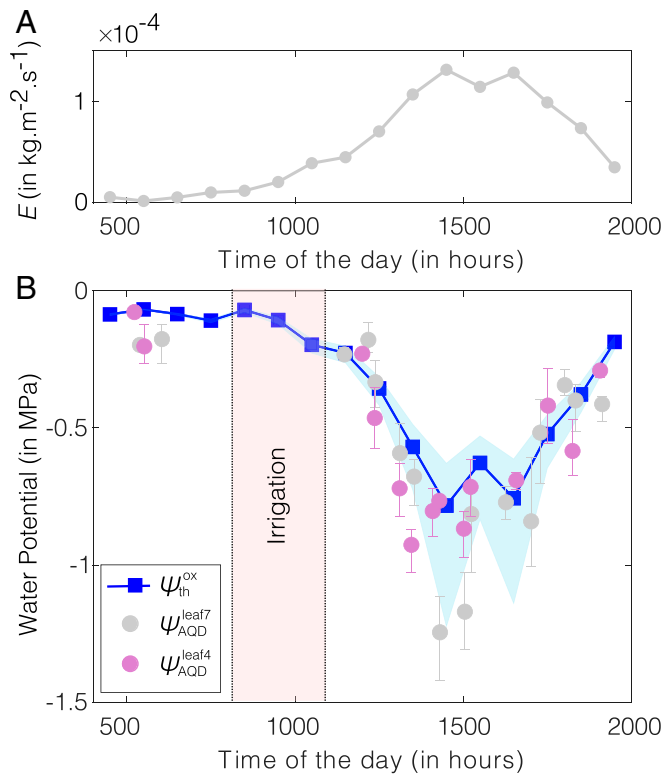 A
×10⁻⁴
E (in kg.m⁻².s⁻¹)
1
0
500 1000 1500 2000
Time of the day (in hours)
B
Water Potential (in MPa)
0
-0.5
-1
-1.5
Irrigation
ψ_th^ox
ψ_AQD^leaf7
ψ_AQD^leaf4
500 1000 1500 2000
Time of the day (in hours)